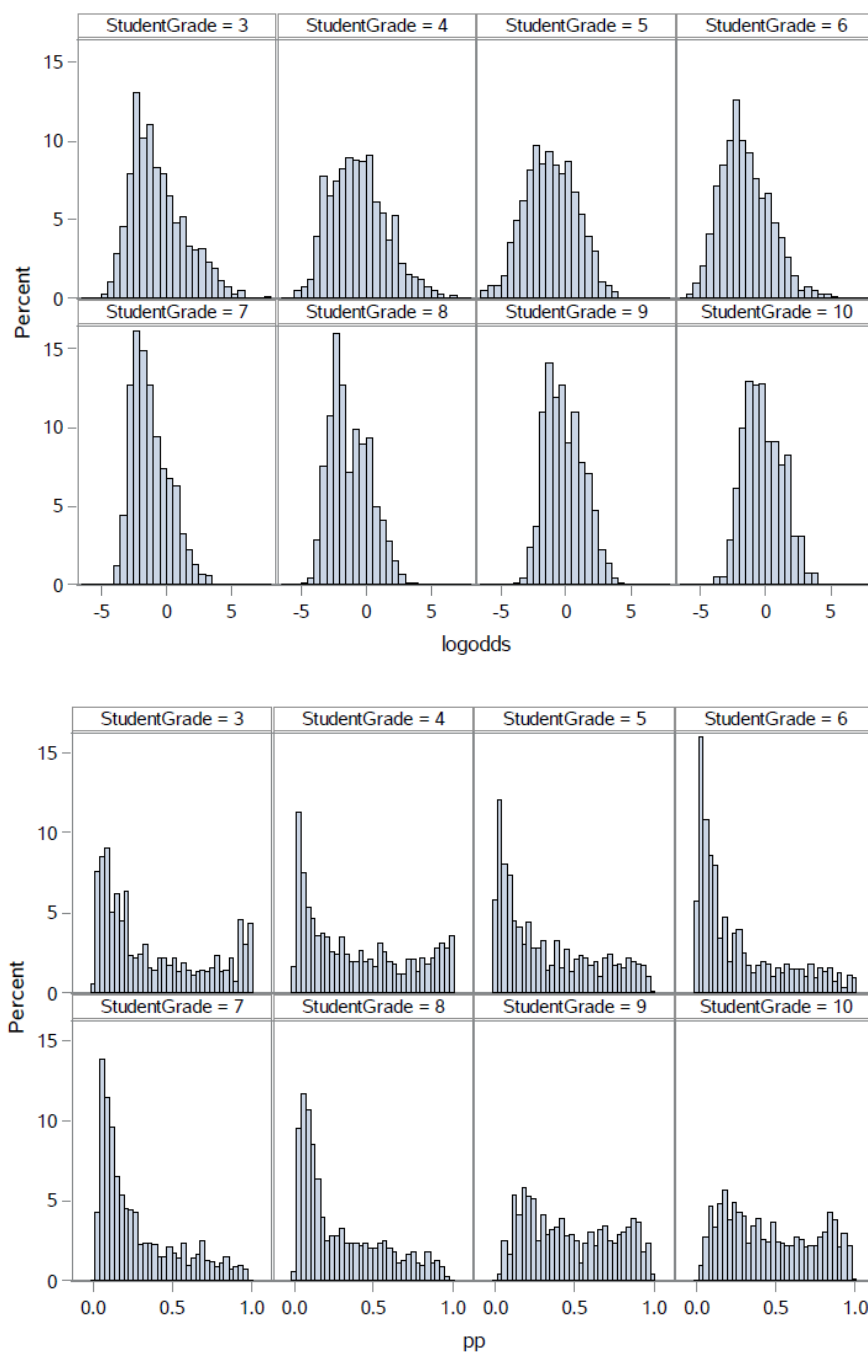 StudentGrade = 3 StudentGrade = 4 StudentGrade = 5 StudentGrade = 6
15
10
5
0
Percent
StudentGrade = 7 StudentGrade = 8 StudentGrade = 9 StudentGrade = 10
15
10
5
0
-5 0 5 -5 0 5 -5 0 5 -5 0 5
logodds
StudentGrade = 3 StudentGrade = 4 StudentGrade = 5 StudentGrade = 6
15
10
5
0
Percent
StudentGrade = 7 StudentGrade = 8 StudentGrade = 9 StudentGrade = 10
15
10
5
0
0.0 0.5 1.0 0.0 0.5 1.0 0.0 0.5 1.0 0.0 0.5 1.0
pp